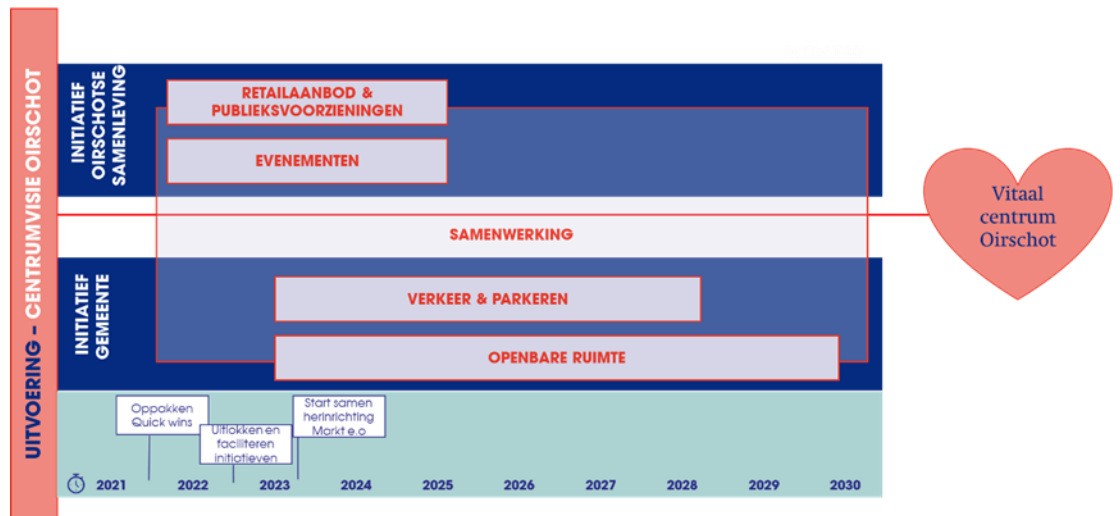 UITVOERING – CENTRUMVISIE OIRSCHOT
INITIATIEF
OIRSCHOTSE
SAMENLEVING
RETAILAANBOD &
PUBLIEKSVOORZIENINGEN
EVENEMENTEN
SAMENWERKING
Vitaal
centrum
Oirschot
INITIATIEF
GEMEENTE
VERKEER & PARKEREN
OPENBARE RUIMTE
Oppakken
Quick wins
Uitlokken en
faciliteren
initiatieven
Start samen
herinrichting
Markt e.o
2021 2022 2023 2024 2025 2026 2027 2028 2029 2030